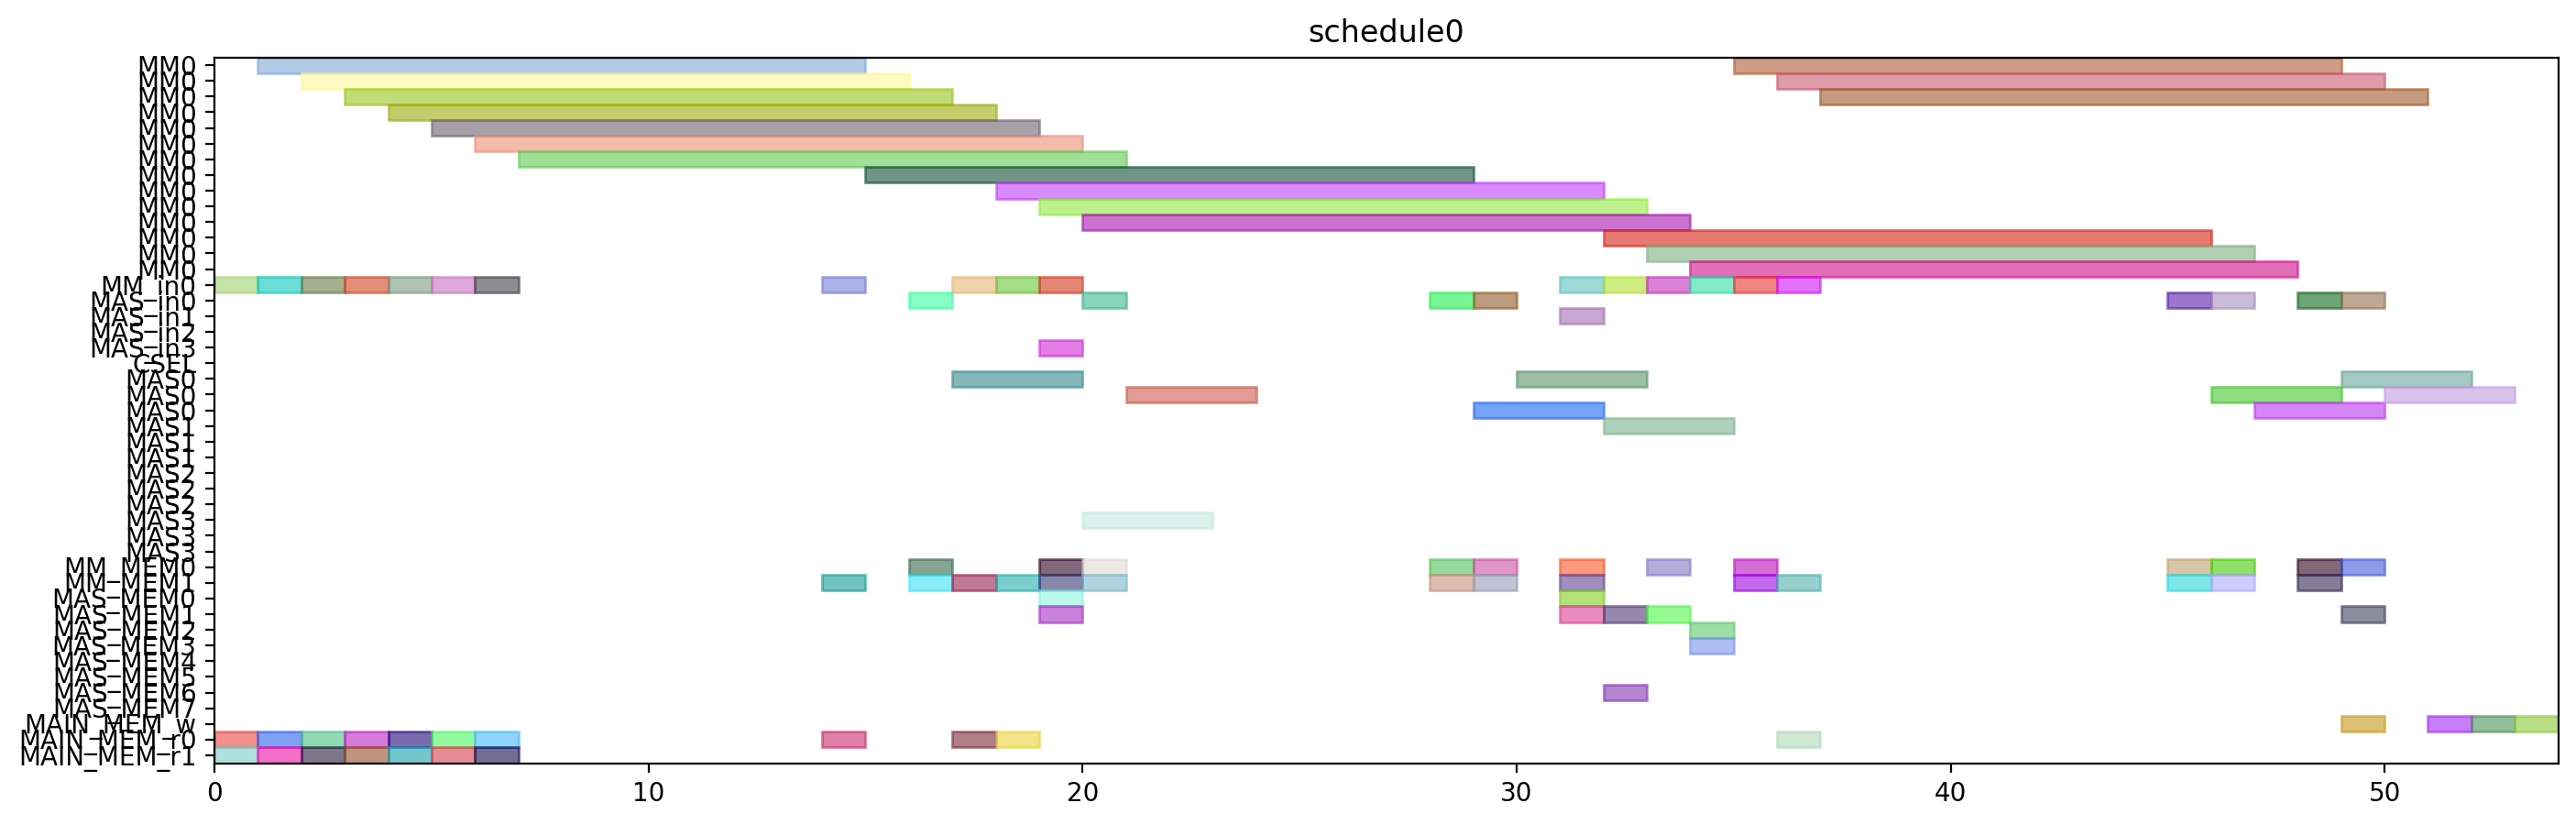 schedule0
MM0
MM0
MM0
MM0
MM0
MM0
MM0
MM0
MM0
MM0
MM0
MM0
MM0
MM0
MM_in0
MAS_in0
MAS_in1
MAS_in2
MAS_in3
CSEL
MAS0
MAS0
MAS0
MAS1
MAS1
MAS1
MAS2
MAS2
MAS2
MAS3
MAS3
MAS3
MM_MEM0
MM_MEM1
MAS_MEM0
MAS_MEM1
MAS_MEM2
MAS_MEM3
MAS_MEM4
MAS_MEM5
MAS_MEM6
MAS_MEM7
MAIN_MEM_w
MAIN_MEM_r0
MAIN_MEM_r1
0 10 20 30 40 50